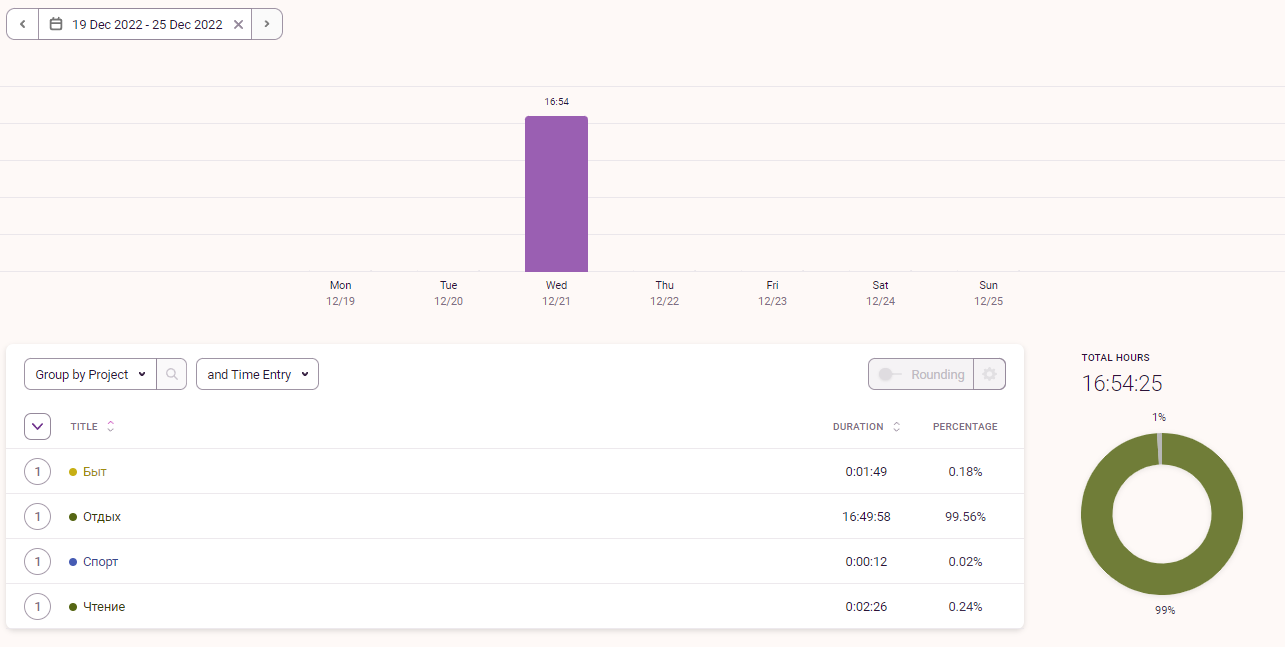 19 Dec 2022 - 25 Dec 2022
16:54
Mon Tue Wed Thu Fri Sat Sun
12/19 12/20 12/21 12/22 12/23 12/24 12/25
Group by Project and Time Entry Rounding
TITLE DURATION PERCENTAGE
1 Быт 0:01:49 0.18%
1 Отдых 16:49:58 99.56%
1 Спорт 0:00:12 0.02%
1 Чтение 0:02:26 0.24%
TOTAL HOURS
16:54:25
1%
99%